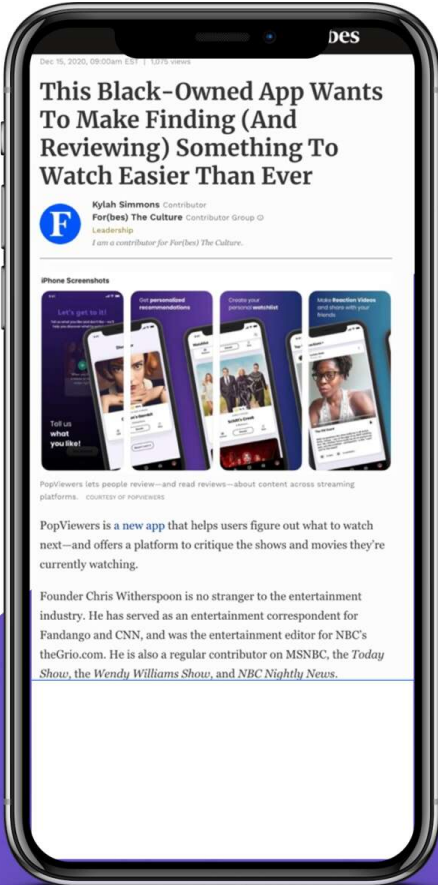 bes
Dec 15, 2020, 09:00am EST | 1,075 views
This Black-Owned App Wants
To Make Finding (And
Reviewing) Something To
Watch Easier Than Ever
F
Kylah Simmons Contributor
For(bes) The Culture Contributor Group
Leadership
I am a contributor for For(bes) The Culture.
iPhone Screenshots
Let's get to it!
Tell us
what
you like!
Get personalized
recommendations
Create your
personal watchlist
Make Reaction Videos
and share with your
friends
PopViewers lets people review—and read reviews—about content across streaming
platforms. COURTESY OF POPVIEWERS
PopViewers is a new app that helps users figure out what to watch
next—and offers a platform to critique the shows and movies they're
currently watching.
Founder Chris Witherspoon is no stranger to the entertainment
industry. He has served as an entertainment correspondent for
Fandango and CNN, and was the entertainment editor for NBC's
theGrio.com. He is also a regular contributor on MSNBC, the Today
Show, the Wendy Williams Show, and NBC Nightly News.